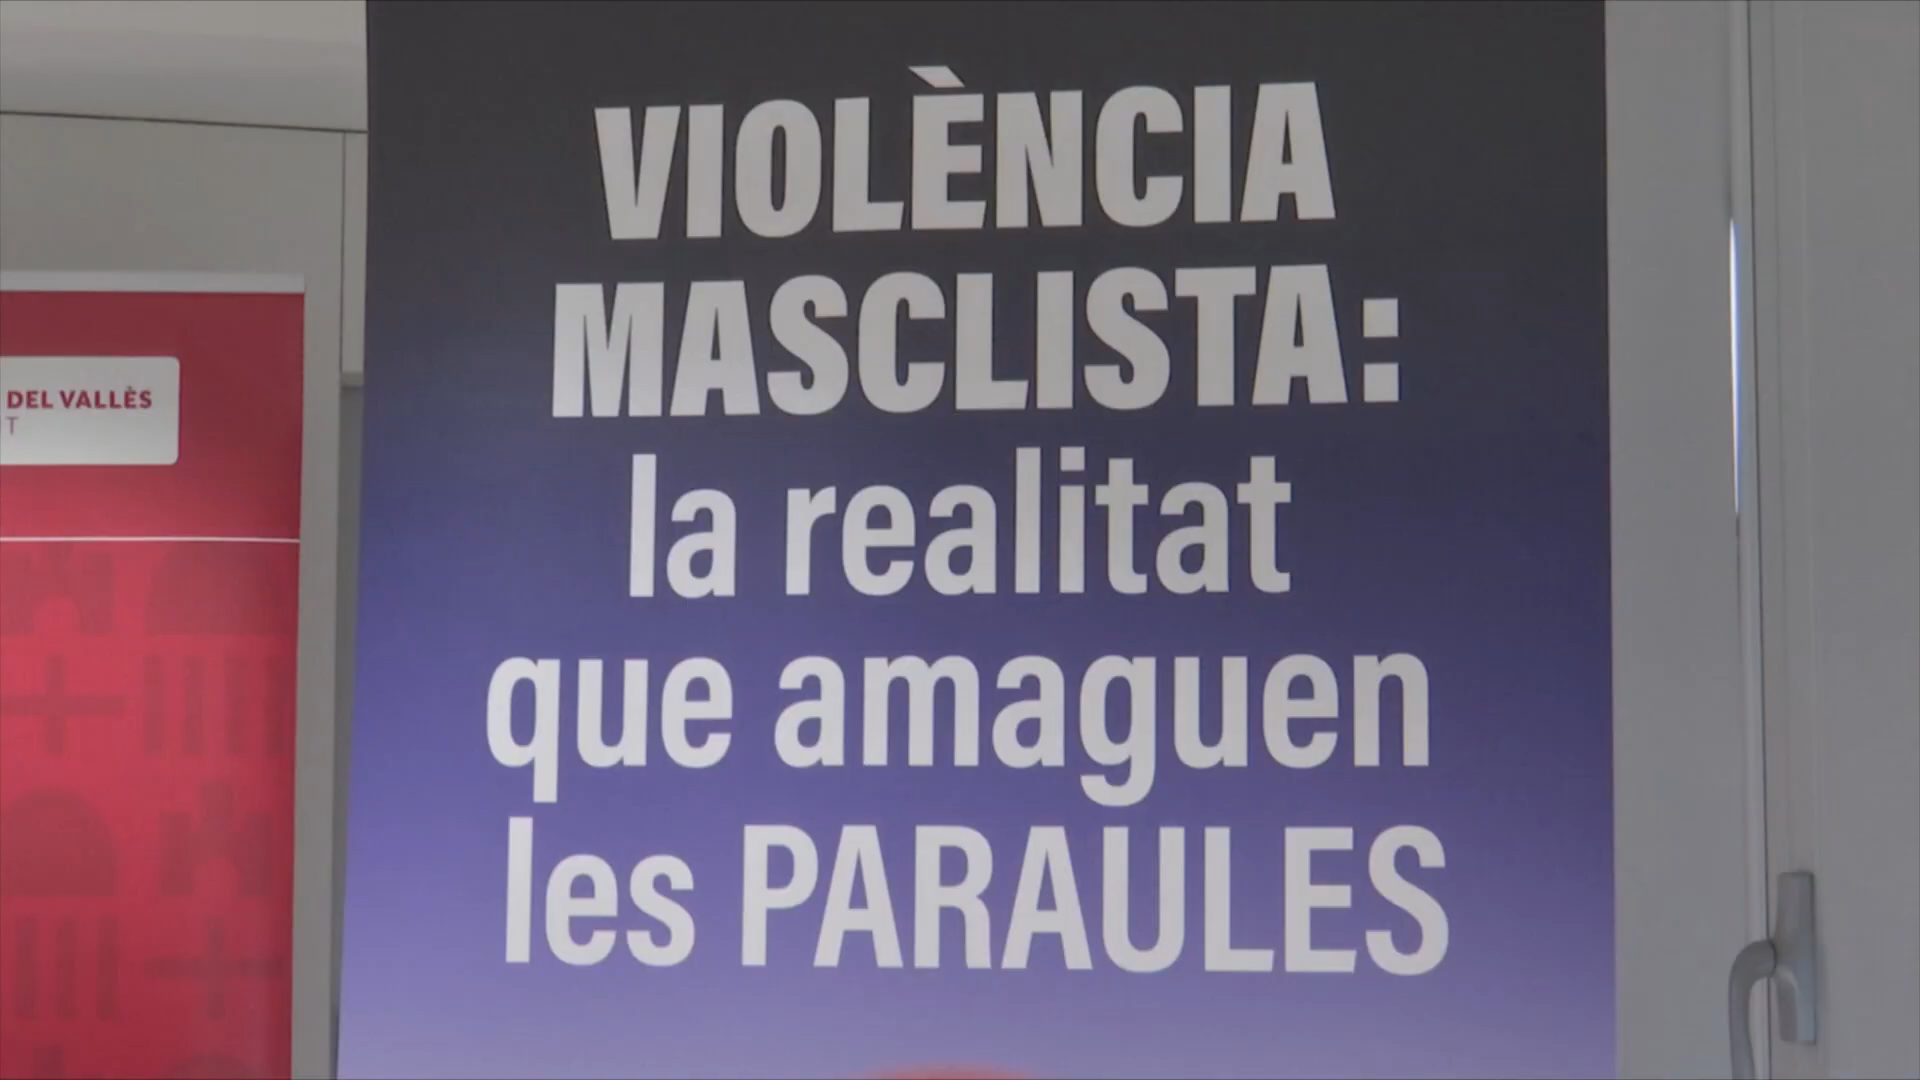 VIOLÈNCIA
MASCLISTA:
la realitat
que amaguen
les PARAULES
DEL VALLÈS
T